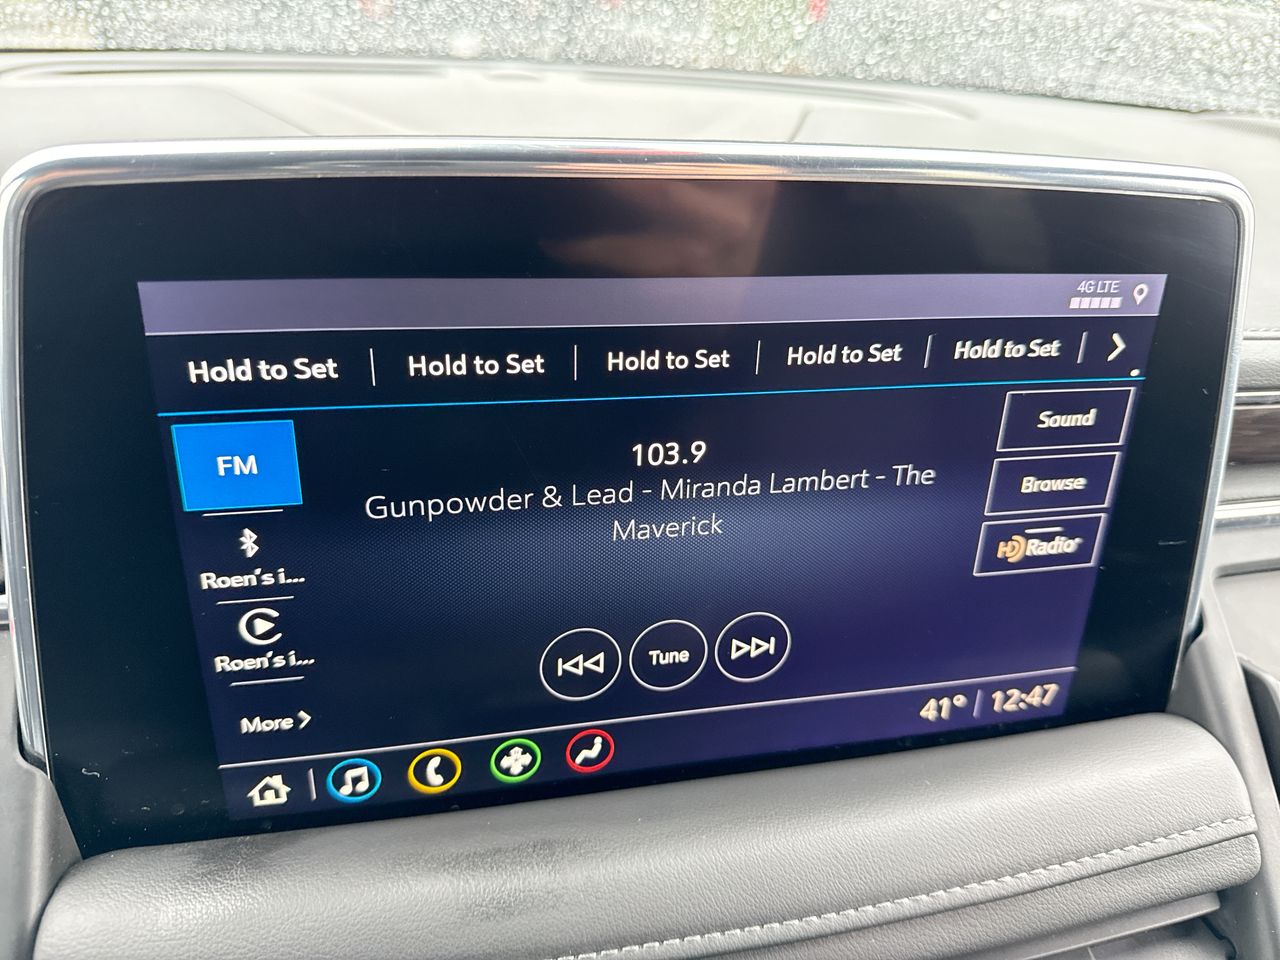 4G LTE
Hold to Set
Hold to Set
Hold to Set
Hold to Set
Hold to Set
FM
103.9
Gunpowder & Lead - Miranda Lambert - The
Maverick
Sound
Browse
HD Radio
Roen's i...
Roen's i...
Tune
More
41° 12:47